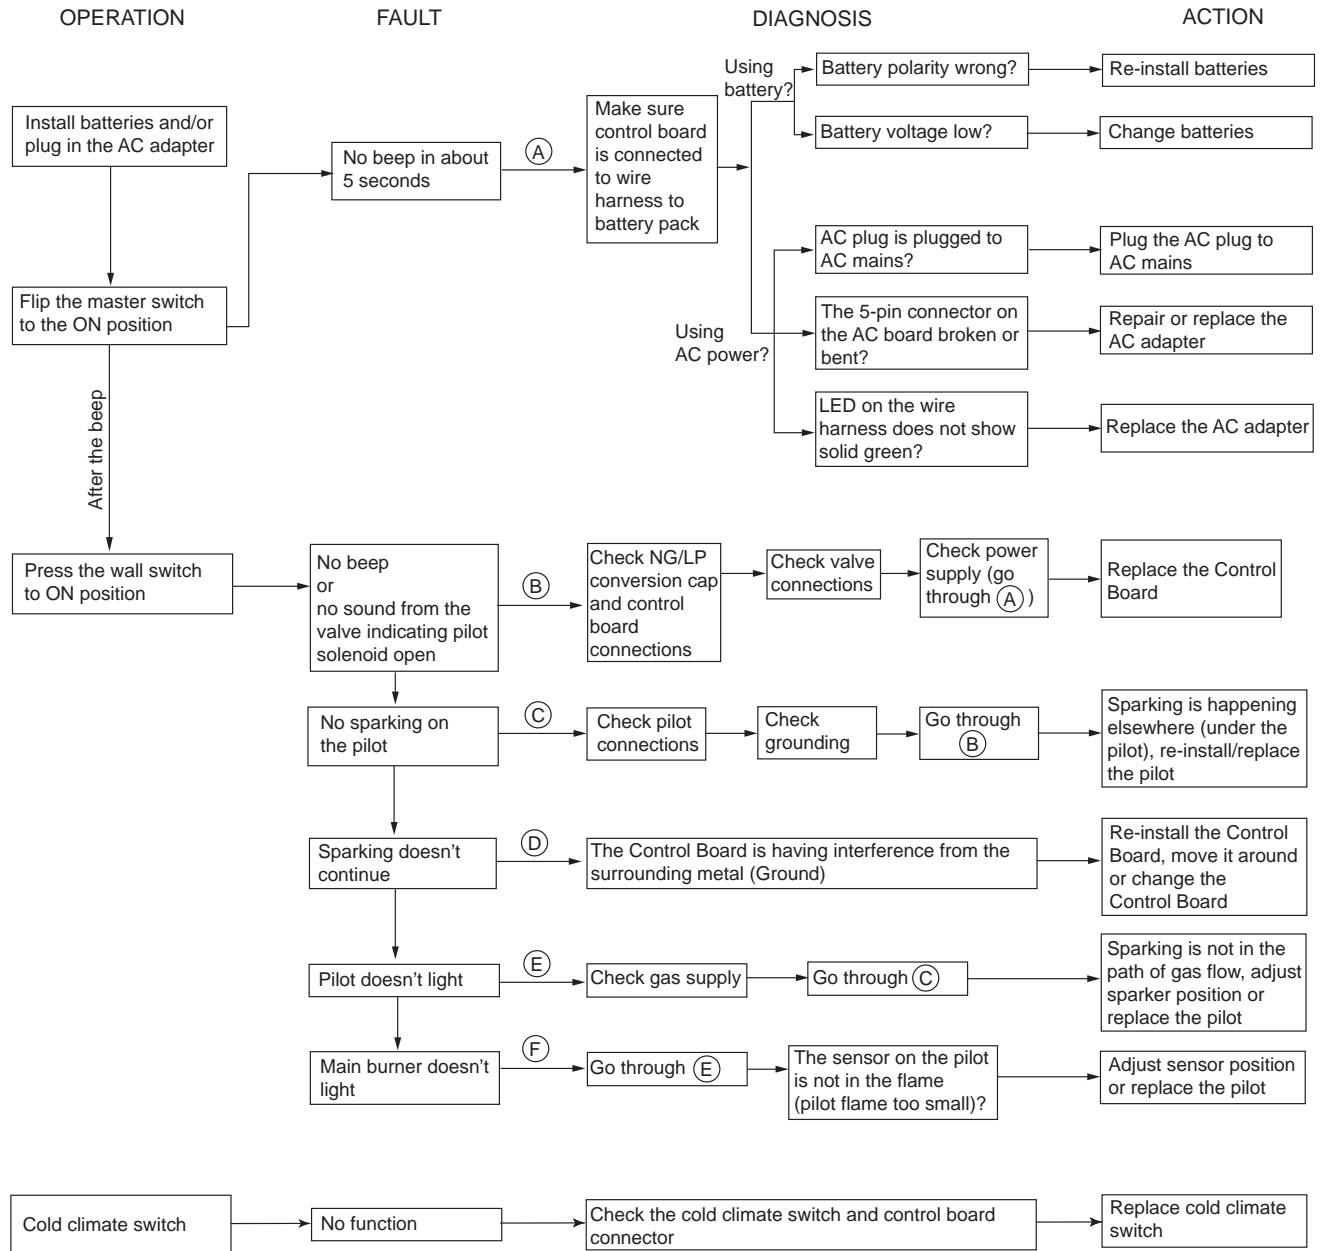 OPERATION
FAULT
DIAGNOSIS
ACTION
Install batteries and/or
plug in the AC adapter
Flip the master switch
to the ON position
After the beep
No beep in about
5 seconds
A
Make sure
control board
is connected
to wire
harness to
battery pack
Using
battery?
Battery polarity wrong?
Re-install batteries
Battery voltage low?
Change batteries
Using
AC power?
AC plug is plugged to
AC mains?
Plug the AC plug to
AC mains
The 5-pin connector on
the AC board broken or
bent?
Repair or replace the
AC adapter
LED on the wire
harness does not show
solid green?
Replace the AC adapter
Press the wall switch
to ON position
No beep
or
no sound from the
valve indicating pilot
solenoid open
B
Check NG/LP
conversion cap
and control
board
connections
Check valve
connections
Check power
supply (go
through A )
Replace the Control
Board
No sparking on
the pilot
C
Check pilot
connections
Check
grounding
Go through
B
Sparking is happening
elsewhere (under the
pilot), re-install/replace
the pilot
Sparking doesn't
continue
D
The Control Board is having interference from the
surrounding metal (Ground)
Re-install the Control
Board, move it around
or change the
Control Board
Pilot doesn't light
E
Check gas supply
Go through C
Sparking is not in the
path of gas flow, adjust
sparker position or
replace the pilot
Main burner doesn't
light
F
Go through E
The sensor on the pilot
is not in the flame
(pilot flame too small)?
Adjust sensor position
or replace the pilot
Cold climate switch
No function
Check the cold climate switch and control board
connector
Replace cold climate
switch